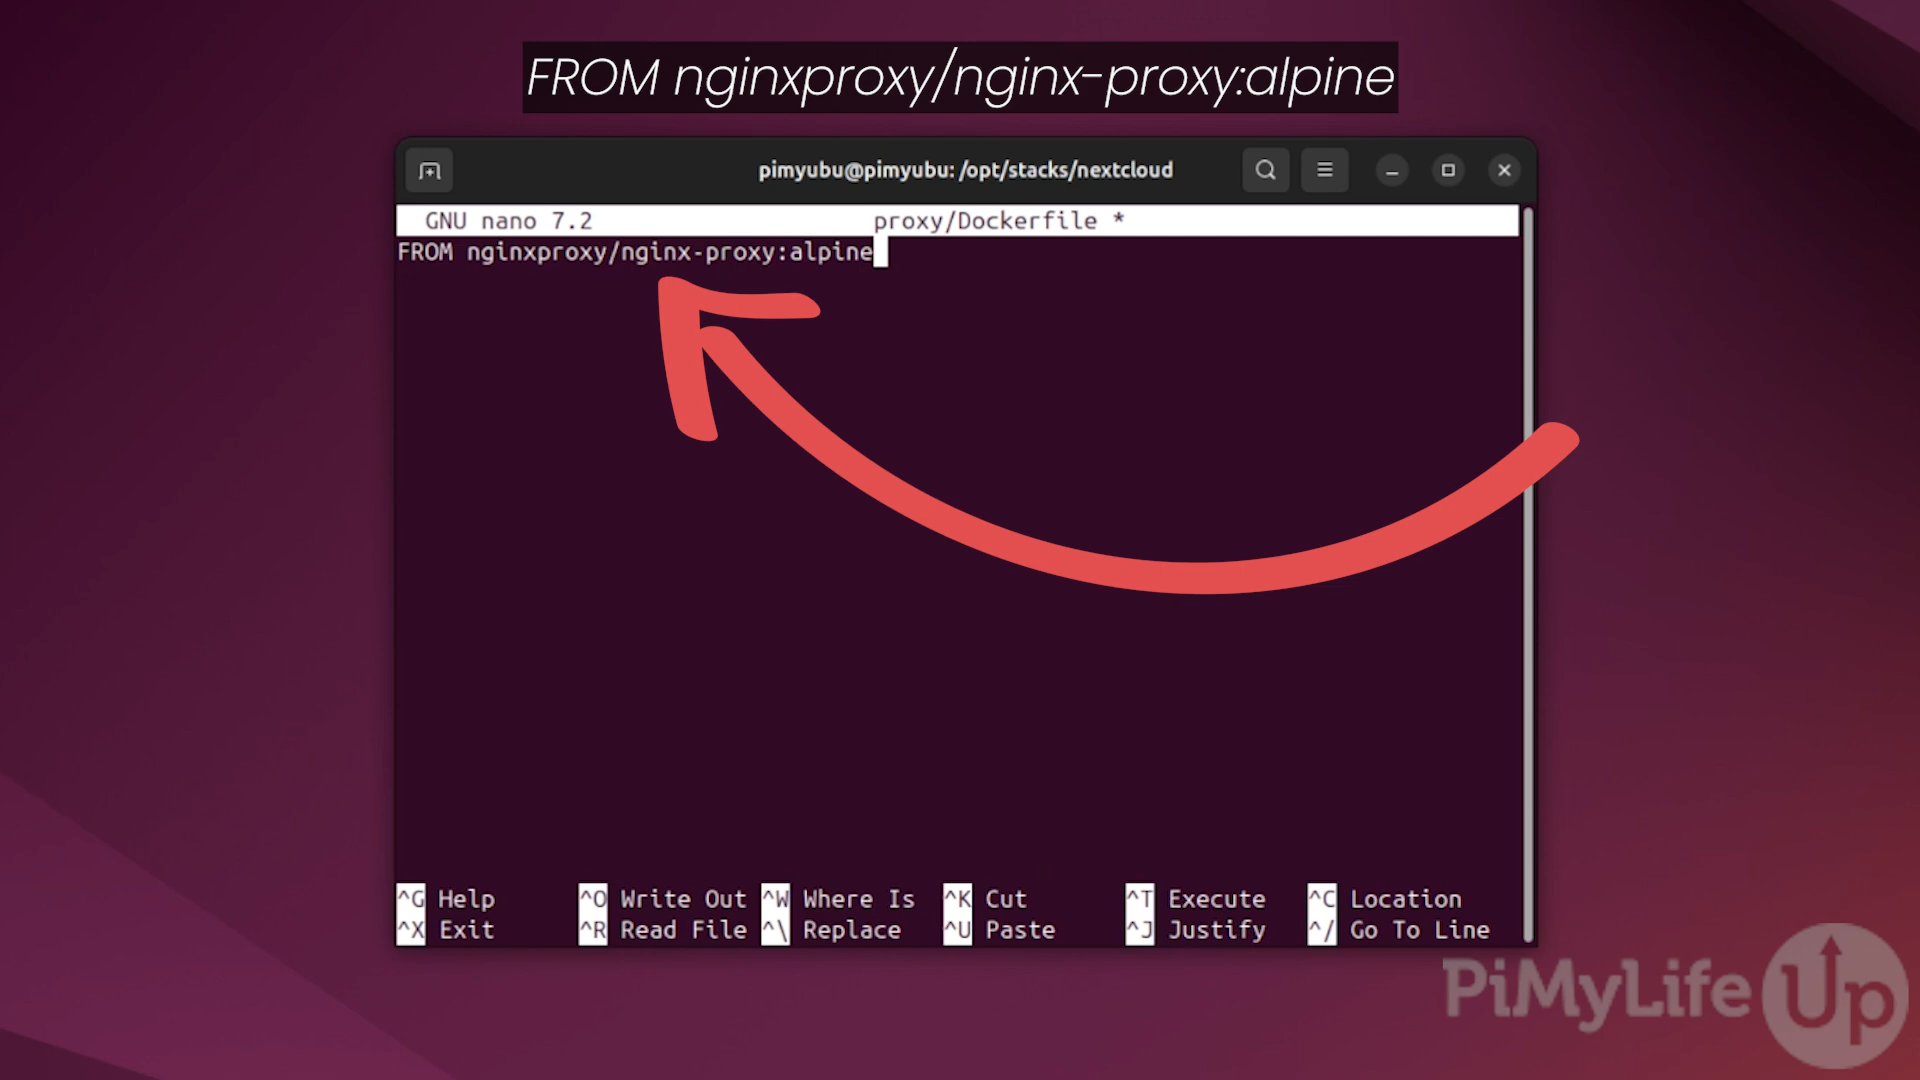 FROM nginxproxy/nginx-proxy:alpine
pimyubu@pimyubu: /opt/stacks/nextcloud
GNU nano 7.2 proxy/Dockerfile *
FROM nginxproxy/nginx-proxy:alpine
^G Help ^O Write Out ^W Where Is ^K Cut ^T Execute ^C Location
^X Exit ^R Read File ^\ Replace ^U Paste ^J Justify ^/ Go To Line
PiMyLifeUp